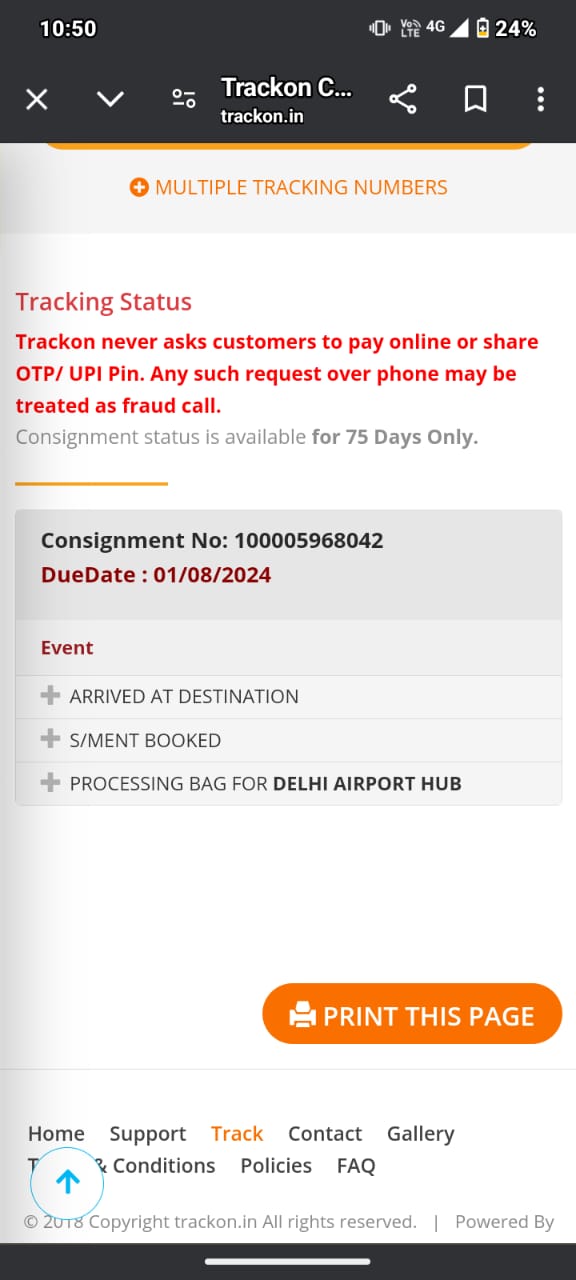 10:50
Vo LTE 4G 24%
Trackon C...
trackon.in
MULTIPLE TRACKING NUMBERS
Tracking Status
Trackon never asks customers to pay online or share
OTP/ UPI Pin. Any such request over phone may be
treated as fraud call.
Consignment status is available for 75 Days Only.
Consignment No: 100005968042
DueDate : 01/08/2024
Event
ARRIVED AT DESTINATION
S/MENT BOOKED
PROCESSING BAG FOR DELHI AIRPORT HUB
PRINT THIS PAGE
Home Support Track Contact Gallery
& Conditions Policies FAQ
© 2018 Copyright trackon.in All rights reserved. | Powered By